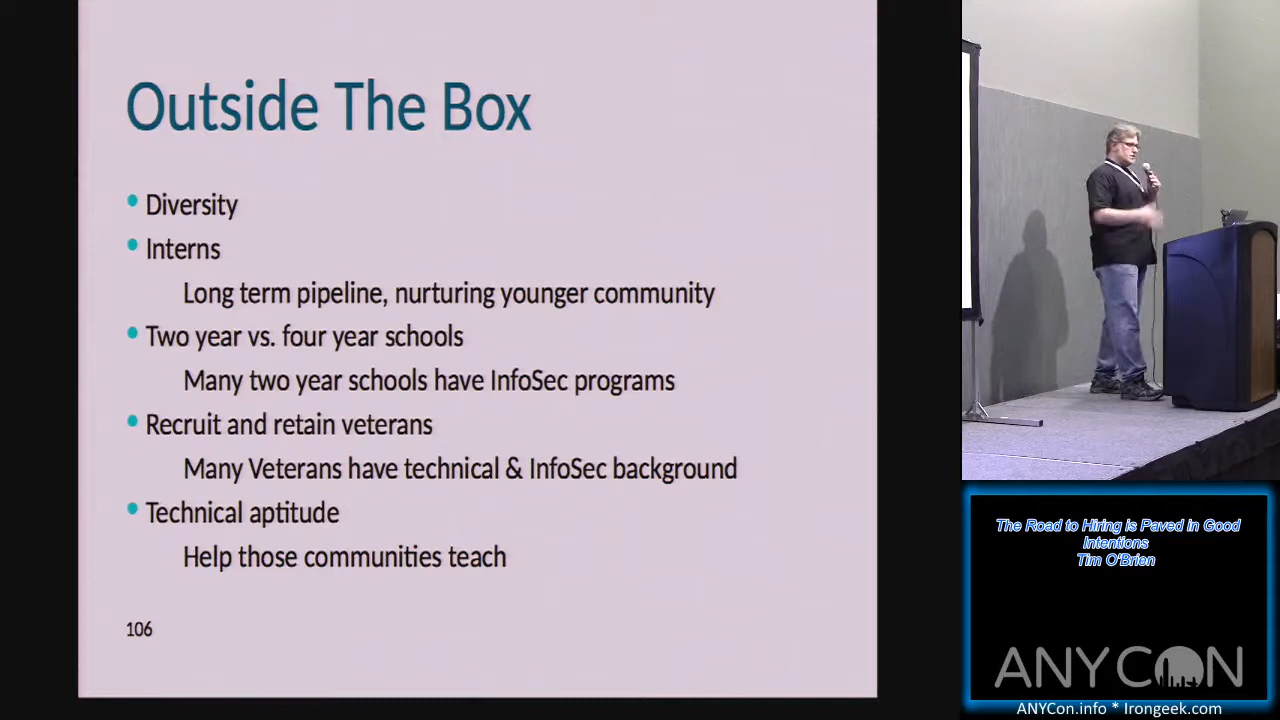 Outside The Box
• Diversity
• Interns
Long term pipeline, nurturing younger community
• Two year vs. four year schools
Many two year schools have InfoSec programs
• Recruit and retain veterans
Many Veterans have technical & InfoSec background
• Technical aptitude
Help those communities teach
106
The Road to Hiring is Paved in Good
Intentions
Tim O'Brien
ANYCON
ANYCon.info * Irongeek.com